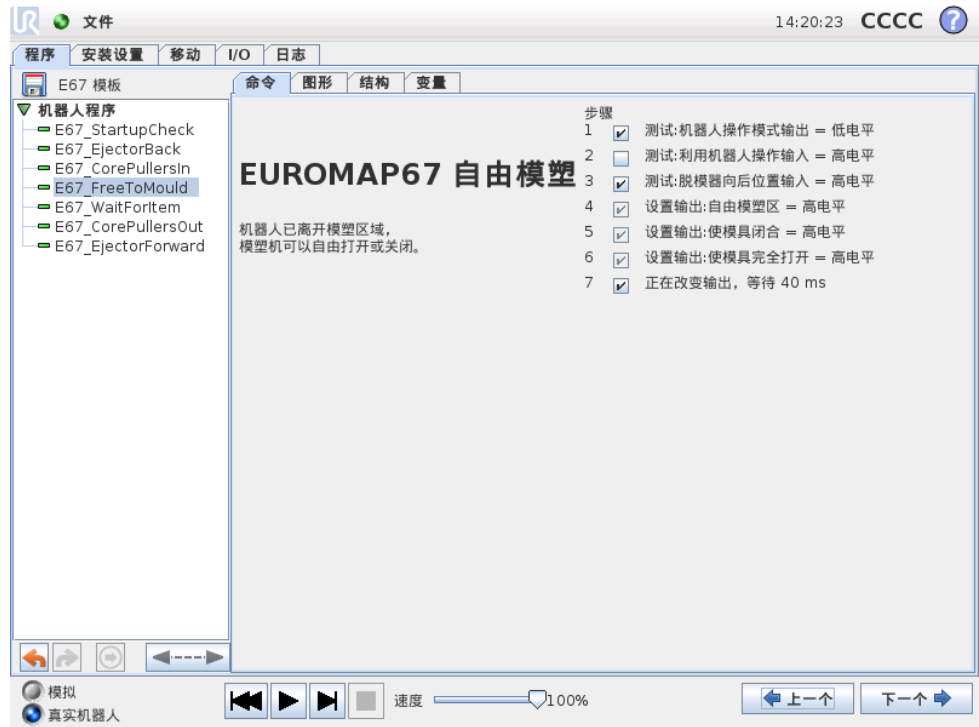 UR 文件 14:20:23 CCCC ?
程序 安装设置 移动 I/O 日志
E67 模板
命令 图形 结构 变量
机器人程序
E67_StartupCheck
E67_EjectorBack
E67_CorePullersIn
E67_FreeToMould
E67_WaitForItem
E67_CorePullersOut
E67_EjectorForward
EUROMAP67 自由模塑
机器人已离开模塑区域，
模塑机可以自由打开或关闭。
步骤
1 测试:机器人操作模式输出 = 低电平
2 测试:利用机器人操作输入 = 高电平
3 测试:脱模器向后位置输入 = 高电平
4 设置输出:自由模塑区 = 高电平
5 设置输出:使模具闭合 = 高电平
6 设置输出:使模具完全打开 = 高电平
7 正在改变输出，等待 40 ms
模拟
真实机器人
速度 100%
上一个 下一个